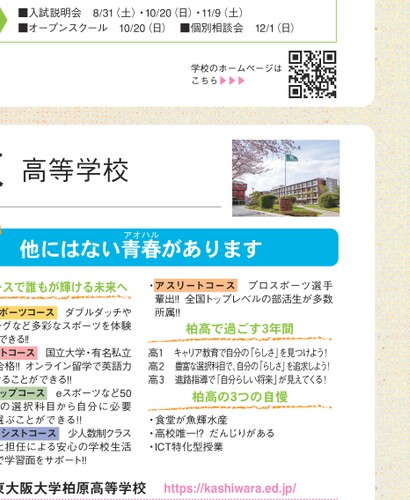 ■入試説明会　8/31（土）・10/20（日）・11/9（土）
■オープンスクール　10/20（日）　■個別相談会　12/1（日）
学校のホームページは
こちら▶▶▶
高等学校
アオハル
他にはない青春があります
ースで誰もが輝ける未来へ
ポーツコース　ダブルダッチや
グなど多彩なスポーツを体験
できる!!
トコース　国立大学・有名私立
合格!! オンライン留学で英語力
ることができる!!
ップコース　eスポーツなど50
の選択科目から自分に必要
選ぶことができる!!
シストコース　少人数制クラス
と担任による安心の学校生活
で学習面をサポート!!
・アスリートコース　プロスポーツ選手
輩出!! 全国トップレベルの部活生が多数
所属!!
柏高で過ごす3年間
高1　キャリア教育で自分の「らしさ」を見つけよう!
高2　豊富な選択科目で、自分の「らしさ」を追求しよう!
高3　進路指導で「自分らしい将来」が見えてくる!
柏高の3つの自慢
・食堂が魚輝水産
・高校唯一!? だんじりがある
・ICT特化型授業
東大阪大学柏原高等学校　https://kashiwara.ed.jp/